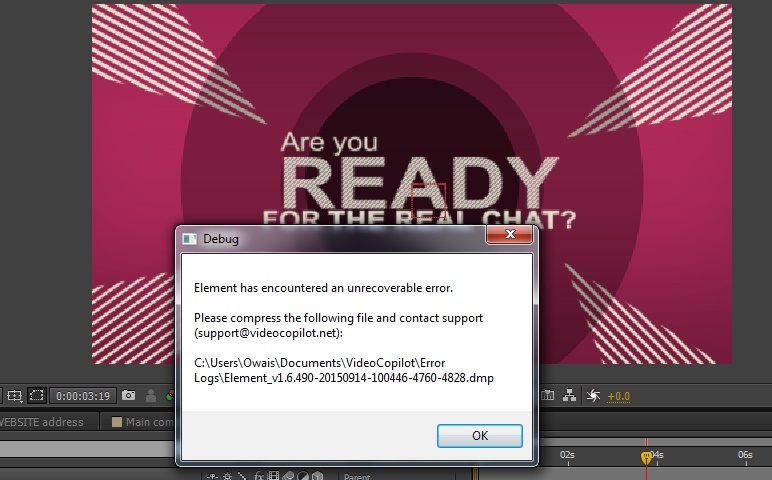 Are you
READY
FOR THE REAL CHAT?
Debug
Element has encountered an unrecoverable error.
Please compress the following file and contact support
(support@videocopilot.net):
C:\Users\Owais\Documents\VideoCopilot\Error
Logs\Element_v1.6.490-20150914-100446-4760-4828.dmp
OK
0:00:03:19
+0.0
WEBSITE address
Main com
02s
04s
06s
fx
Parent